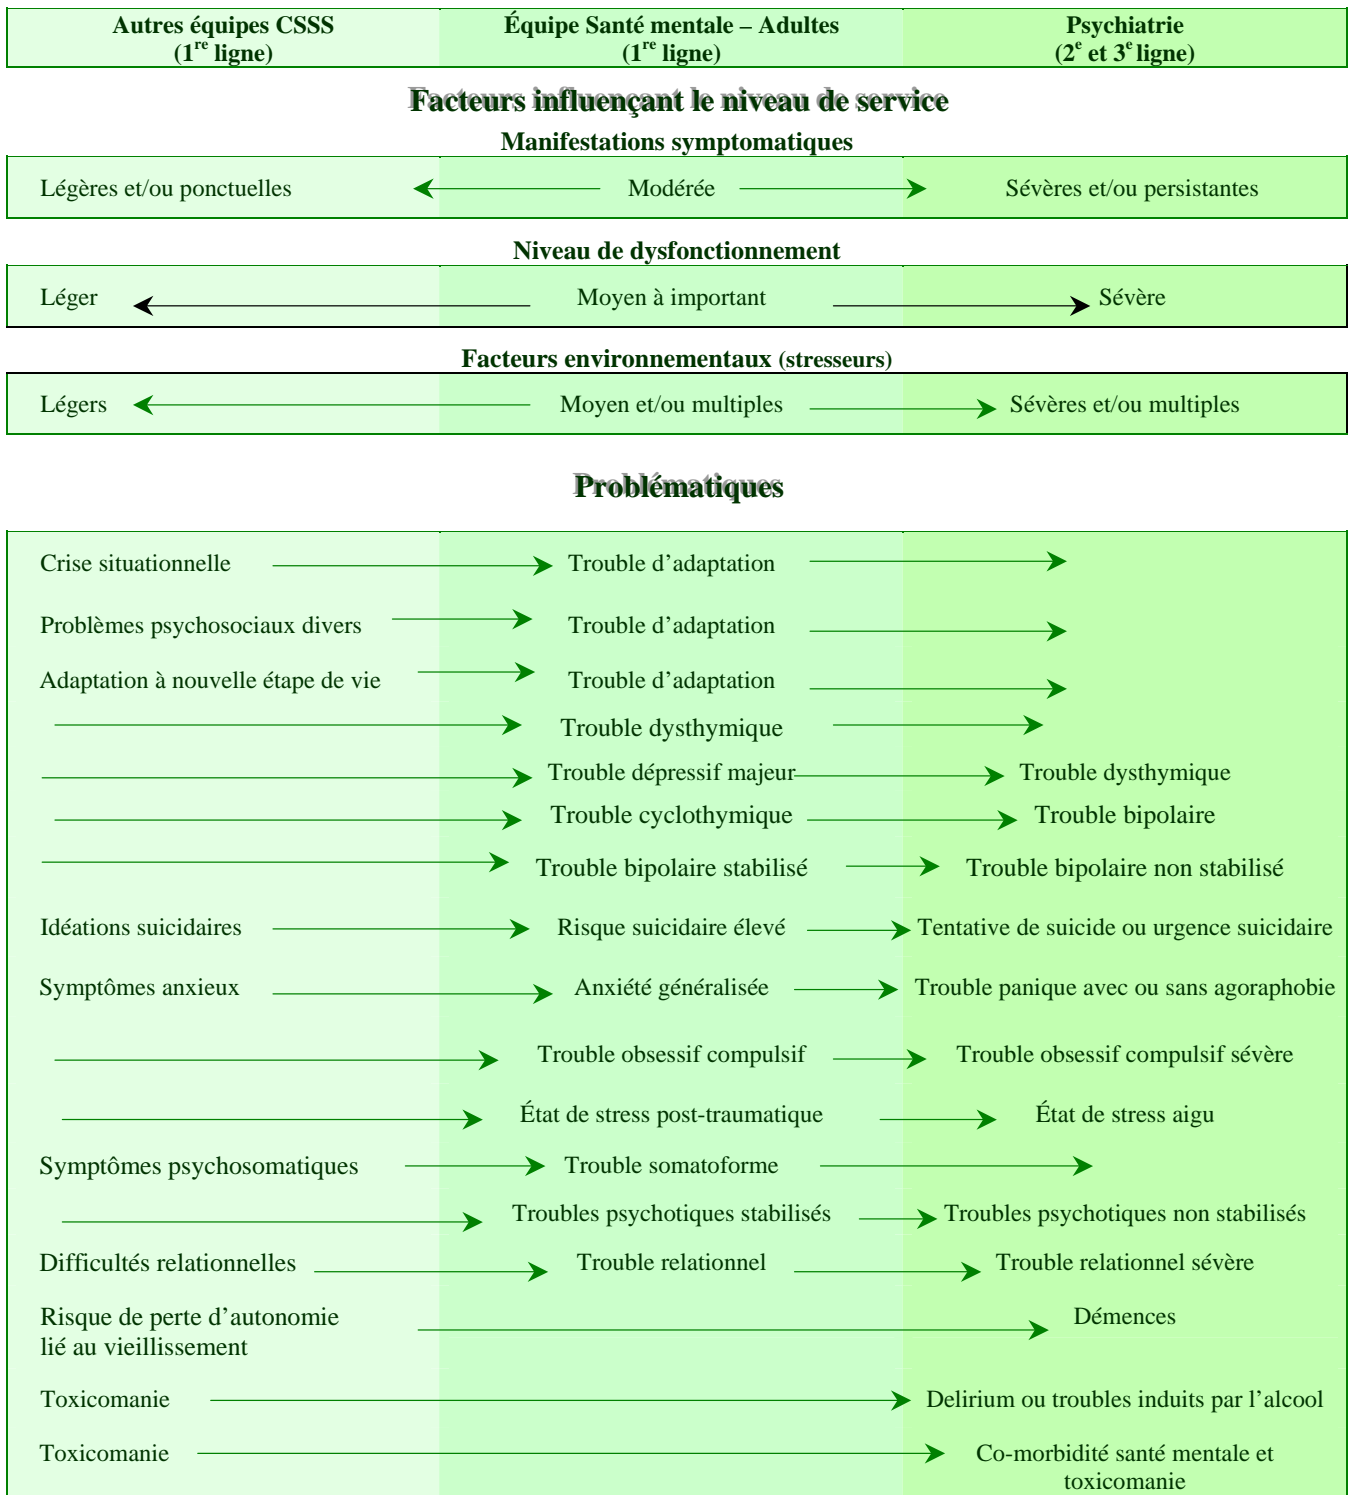 Autres équipes CSSS Équipe Santé mentale – Adultes Psychiatrie
(1re ligne) (1re ligne) (2e et 3e ligne)
Facteurs influençant le niveau de service
Manifestations symptomatiques
Légères et/ou ponctuelles Modérée Sévères et/ou persistantes
Niveau de dysfonctionnement
Léger Moyen à important Sévère
Facteurs environnementaux (stresseurs)
Légers Moyen et/ou multiples Sévères et/ou multiples
Problématiques
Crise situationnelle Trouble d’adaptation
Problèmes psychosociaux divers Trouble d’adaptation
Adaptation à nouvelle étape de vie Trouble d’adaptation
Trouble dysthymique
Trouble dépressif majeur Trouble dysthymique
Trouble cyclothymique Trouble bipolaire
Trouble bipolaire stabilisé Trouble bipolaire non stabilisé
Idéations suicidaires Risque suicidaire élevé Tentative de suicide ou urgence suicidaire
Symptômes anxieux Anxiété généralisée Trouble panique avec ou sans agoraphobie
Trouble obsessif compulsif Trouble obsessif compulsif sévère
État de stress post-traumatique État de stress aigu
Symptômes psychosomatiques Trouble somatoforme
Troubles psychotiques stabilisés Troubles psychotiques non stabilisés
Difficultés relationnelles Trouble relationnel Trouble relationnel sévère
Risque de perte d’autonomie Démences
lié au vieillissement
Toxicomanie Delirium ou troubles induits par l’alcool
Toxicomanie Co-morbidité santé mentale et
toxicomanie